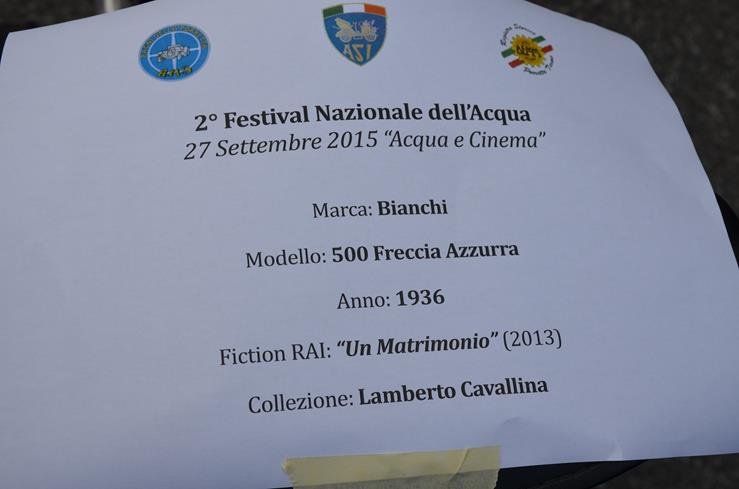 ASI
2° Festival Nazionale dell'Acqua
27 Settembre 2015 “Acqua e Cinema”
Marca: Bianchi
Modello: 500 Freccia Azzurra
Anno: 1936
Fiction RAI: “Un Matrimonio” (2013)
Collezione: Lamberto Cavallina